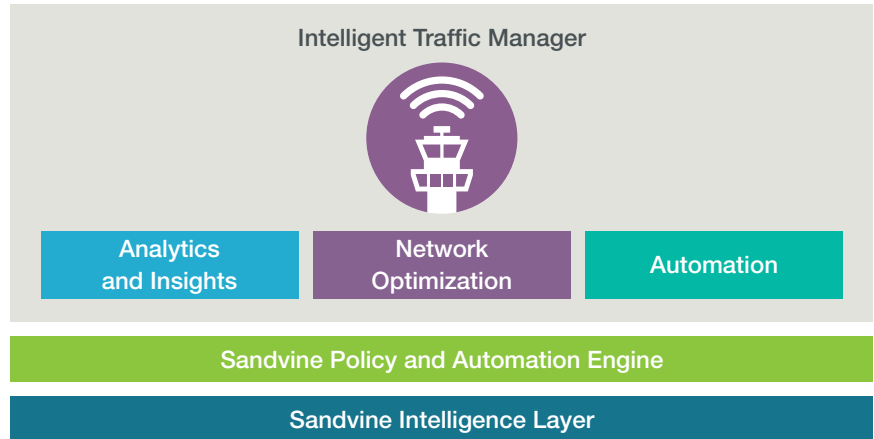 Intelligent Traffic Manager
Analytics
and Insights
Network
Optimization
Automation
Sandvine Policy and Automation Engine
Sandvine Intelligence Layer